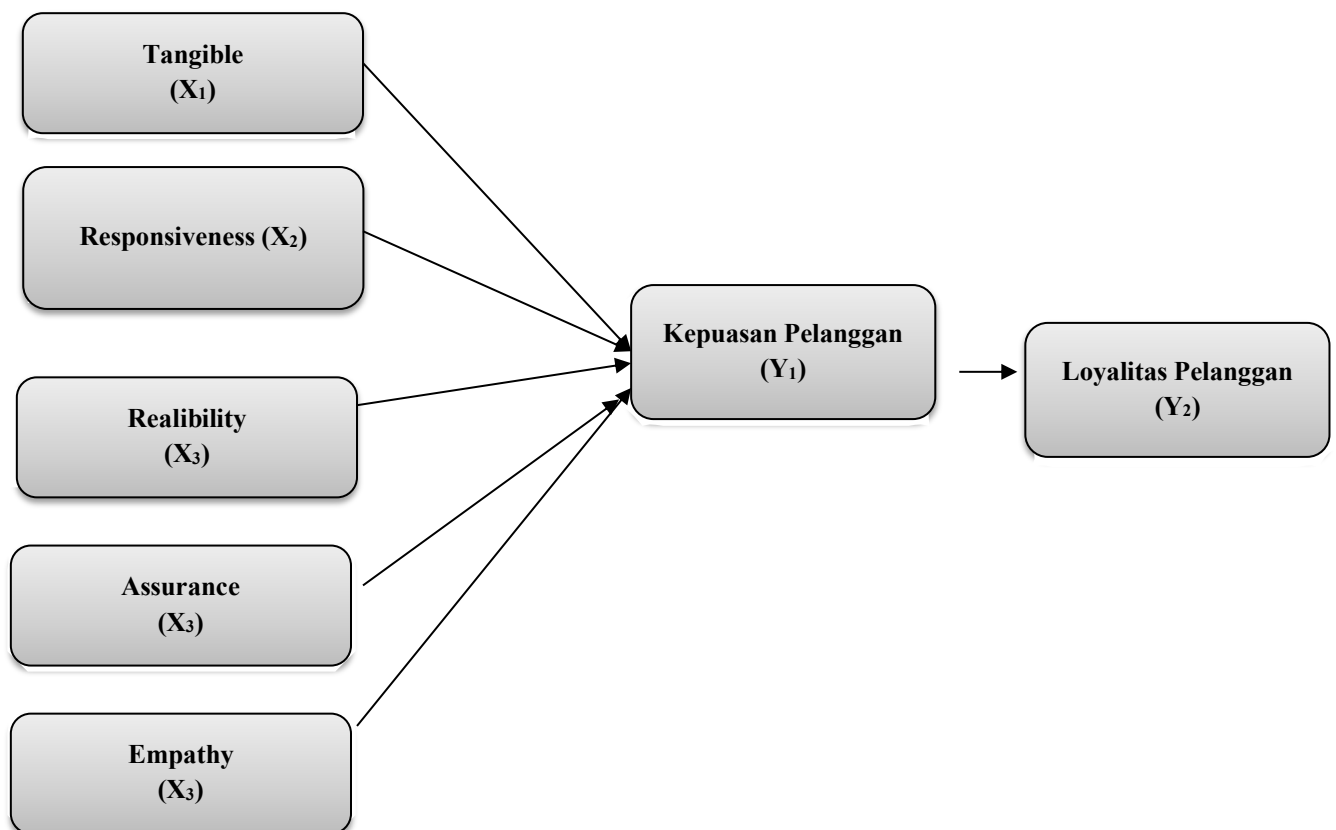 Tangible
(X₁)
Responsiveness (X₂)
Realibility
(X₃)
Assurance
(X₃)
Empathy
(X₃)
Kepuasan Pelanggan
(Y₁)
Loyalitas Pelanggan
(Y₂)